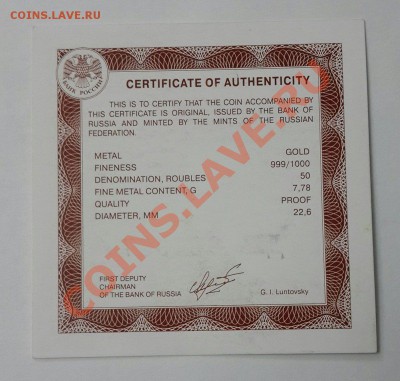 COINS.LAVE.RU
БАНК РОССИИ
CERTIFICATE OF AUTHENTICITY
THIS IS TO CERTIFY THAT THE COIN ACCOMPANIED BY
THIS CERTIFICATE IS ORIGINAL, ISSUED BY THE BANK OF
RUSSIA AND MINTED BY THE MINTS OF THE RUSSIAN
FEDERATION.
METAL GOLD
FINENESS 999/1000
DENOMINATION, ROUBLES 50
FINE METAL CONTENT, G 7,78
QUALITY PROOF
DIAMETER, MM 22,6
COINS.LAVE.RU
FIRST DEPUTY
CHAIRMAN
OF THE BANK OF RUSSIA G. I. Luntovsky
COINS.LAVE.RU